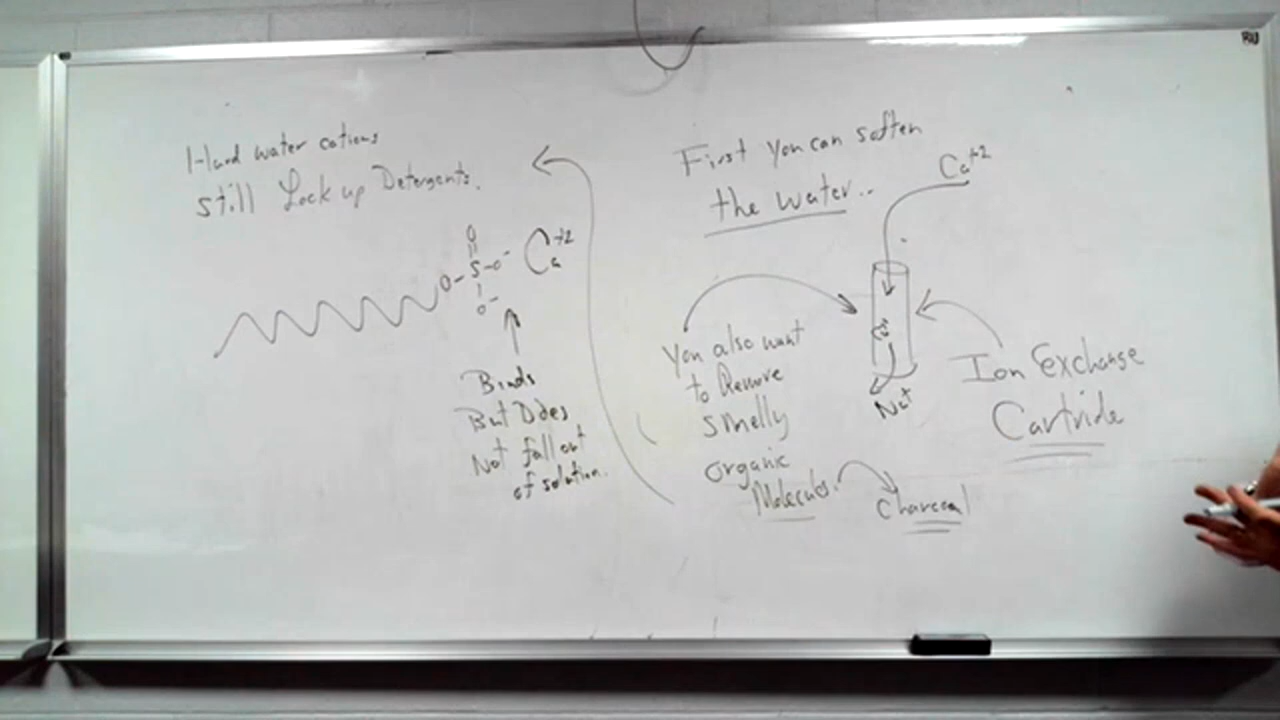 Hard water cations
still Lock up Detergents.
O
O-S-O-
O-
Ca+2
Binds
But Does
Not fall out
of solution.
First you can soften
the water..
Ca+2
Na+
Ion Exchange
Cartride
You also want
to Remove
smelly
organic
Molecules.
Charcoal